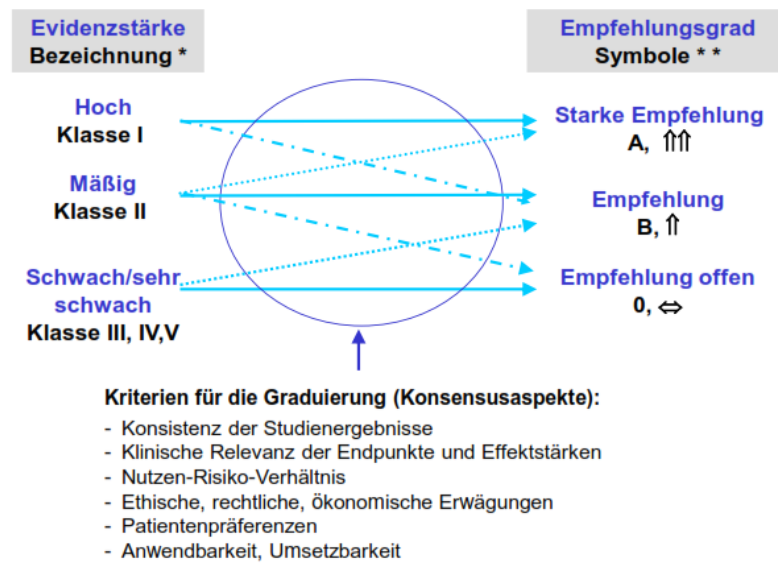 Evidenzstärke
Bezeichnung *
Empfehlungsgrad
Symbole * *
Hoch
Klasse I
Starke Empfehlung
A, ⇑⇑
Mäßig
Klasse II
Empfehlung
B, ⇑
Schwach/sehr
schwach
Klasse III, IV,V
Empfehlung offen
0, ⇔
Kriterien für die Graduierung (Konsensusaspekte):
- Konsistenz der Studienergebnisse
- Klinische Relevanz der Endpunkte und Effektstärken
- Nutzen-Risiko-Verhältnis
- Ethische, rechtliche, ökonomische Erwägungen
- Patientenpräferenzen
- Anwendbarkeit, Umsetzbarkeit